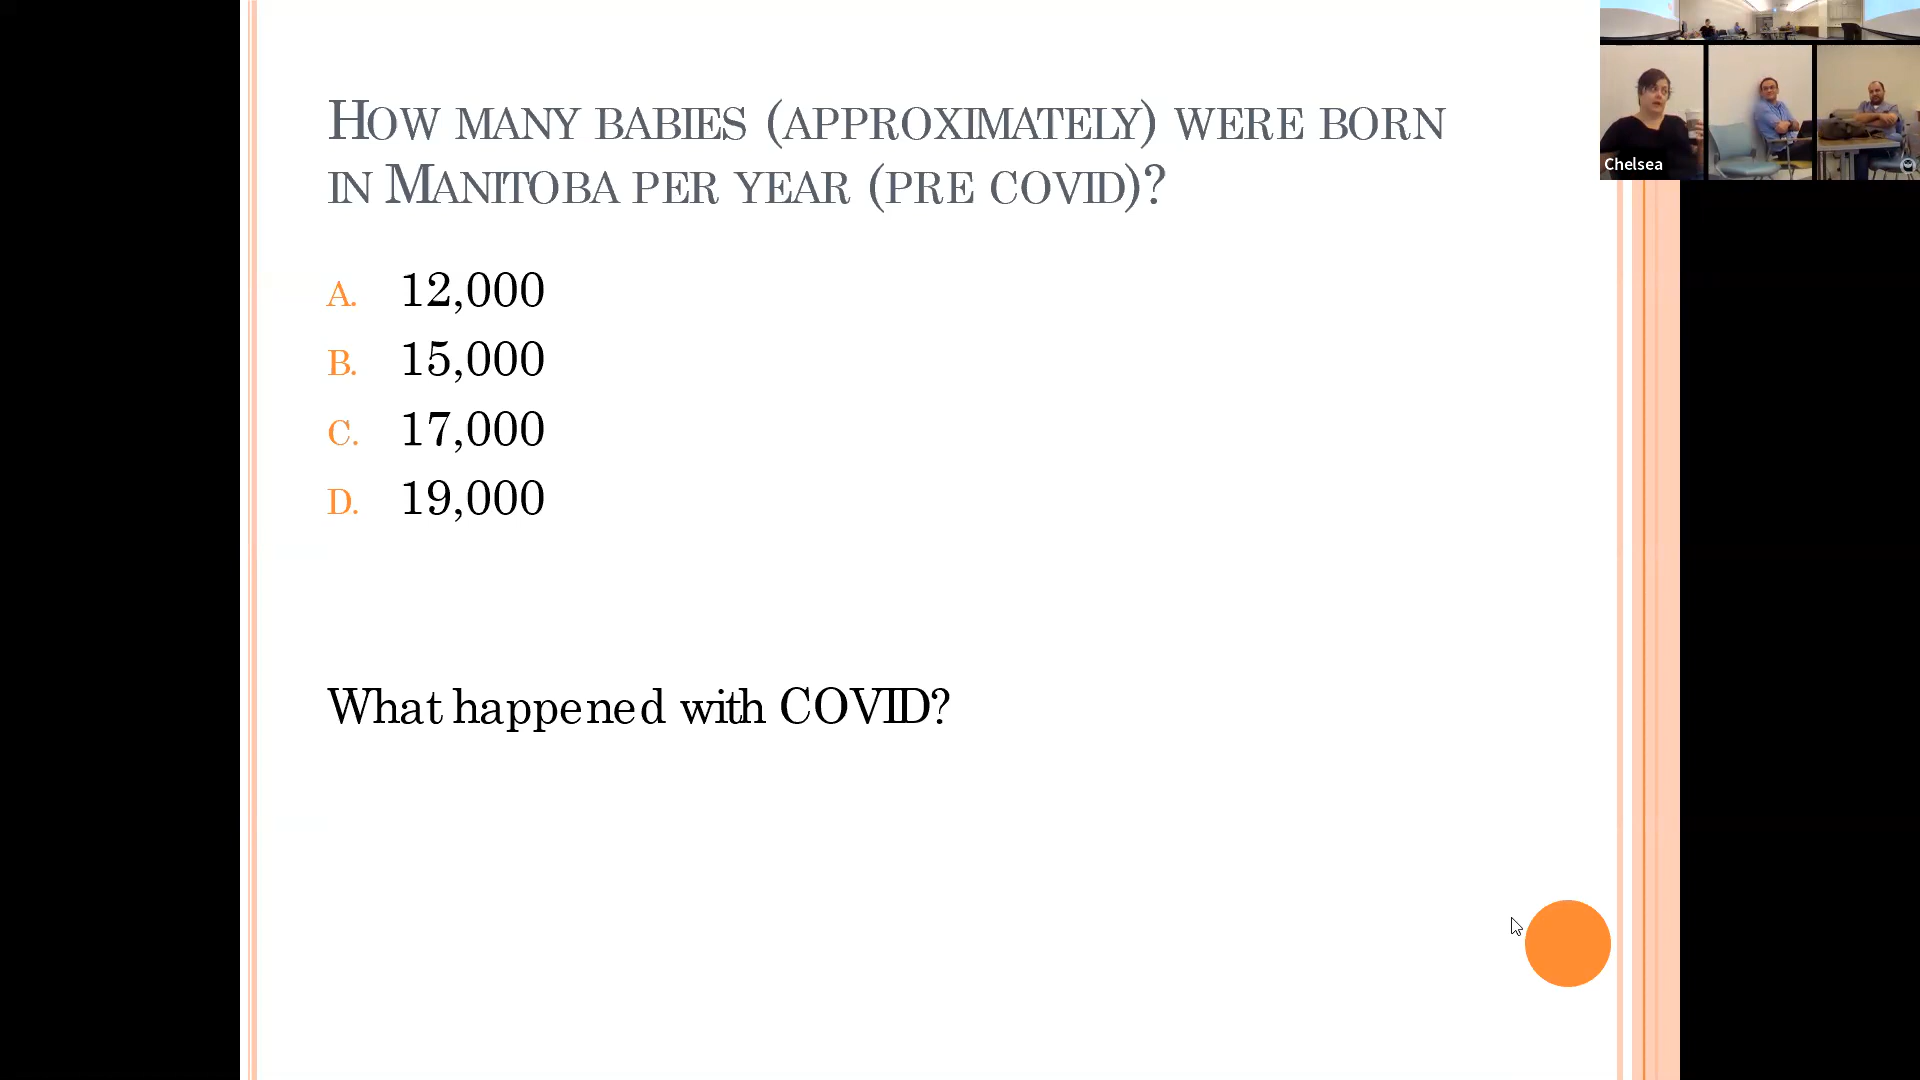 HOW MANY BABIES (APPROXIMATELY) WERE BORN
IN MANITOBA PER YEAR (PRE COVID)?
A. 12,000
B. 15,000
C. 17,000
D. 19,000
What happened with COVID?
Chelsea